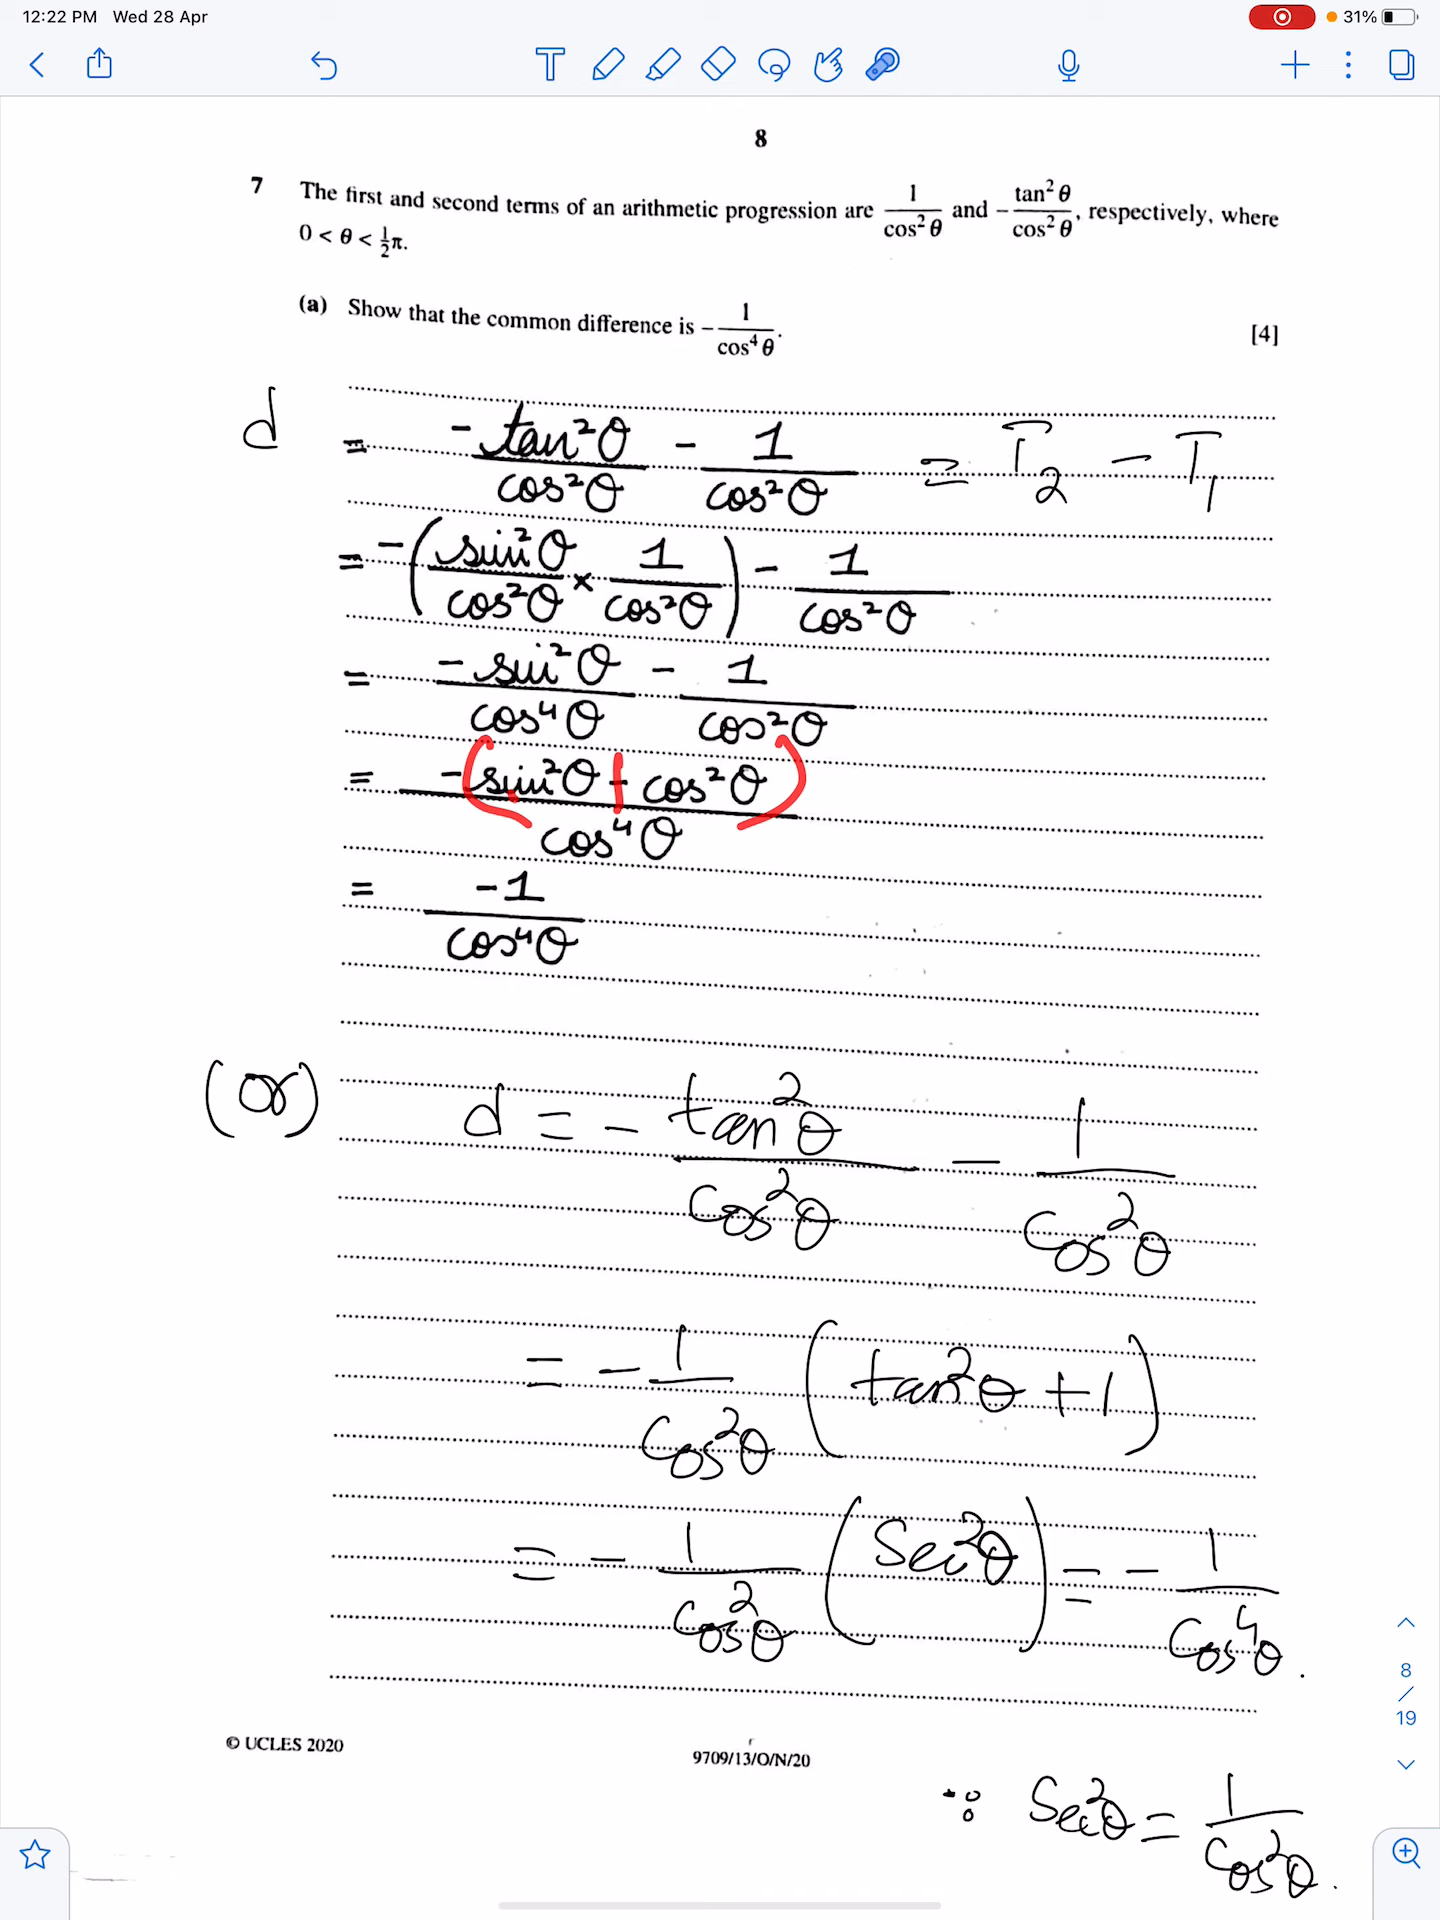 12:22 PM Wed 28 Apr
31%
8
7 The first and second terms of an arithmetic progression are 1/cos²θ and −tan²θ/cos²θ, respectively, where
0 < θ < ½π.
(a) Show that the common difference is −1/cos⁴θ.
[4]
d = −tan²θ/cos²θ − 1/cos²θ = T₂ − T₁
= −(sin²θ/cos²θ × 1/cos²θ) − 1/cos²θ
= −sin²θ/cos⁴θ − 1/cos²θ
= −(sin²θ + cos²θ)/cos⁴θ
= −1/cos⁴θ
(or) d = −tan²θ/cos²θ − 1/cos²θ
= −1/cos²θ (tan²θ + 1)
= −1/cos²θ (Sec²θ) = −1/cos⁴θ.
© UCLES 2020
9709/13/O/N/20
∵ Sec²θ = 1/cos²θ.
8
/
19